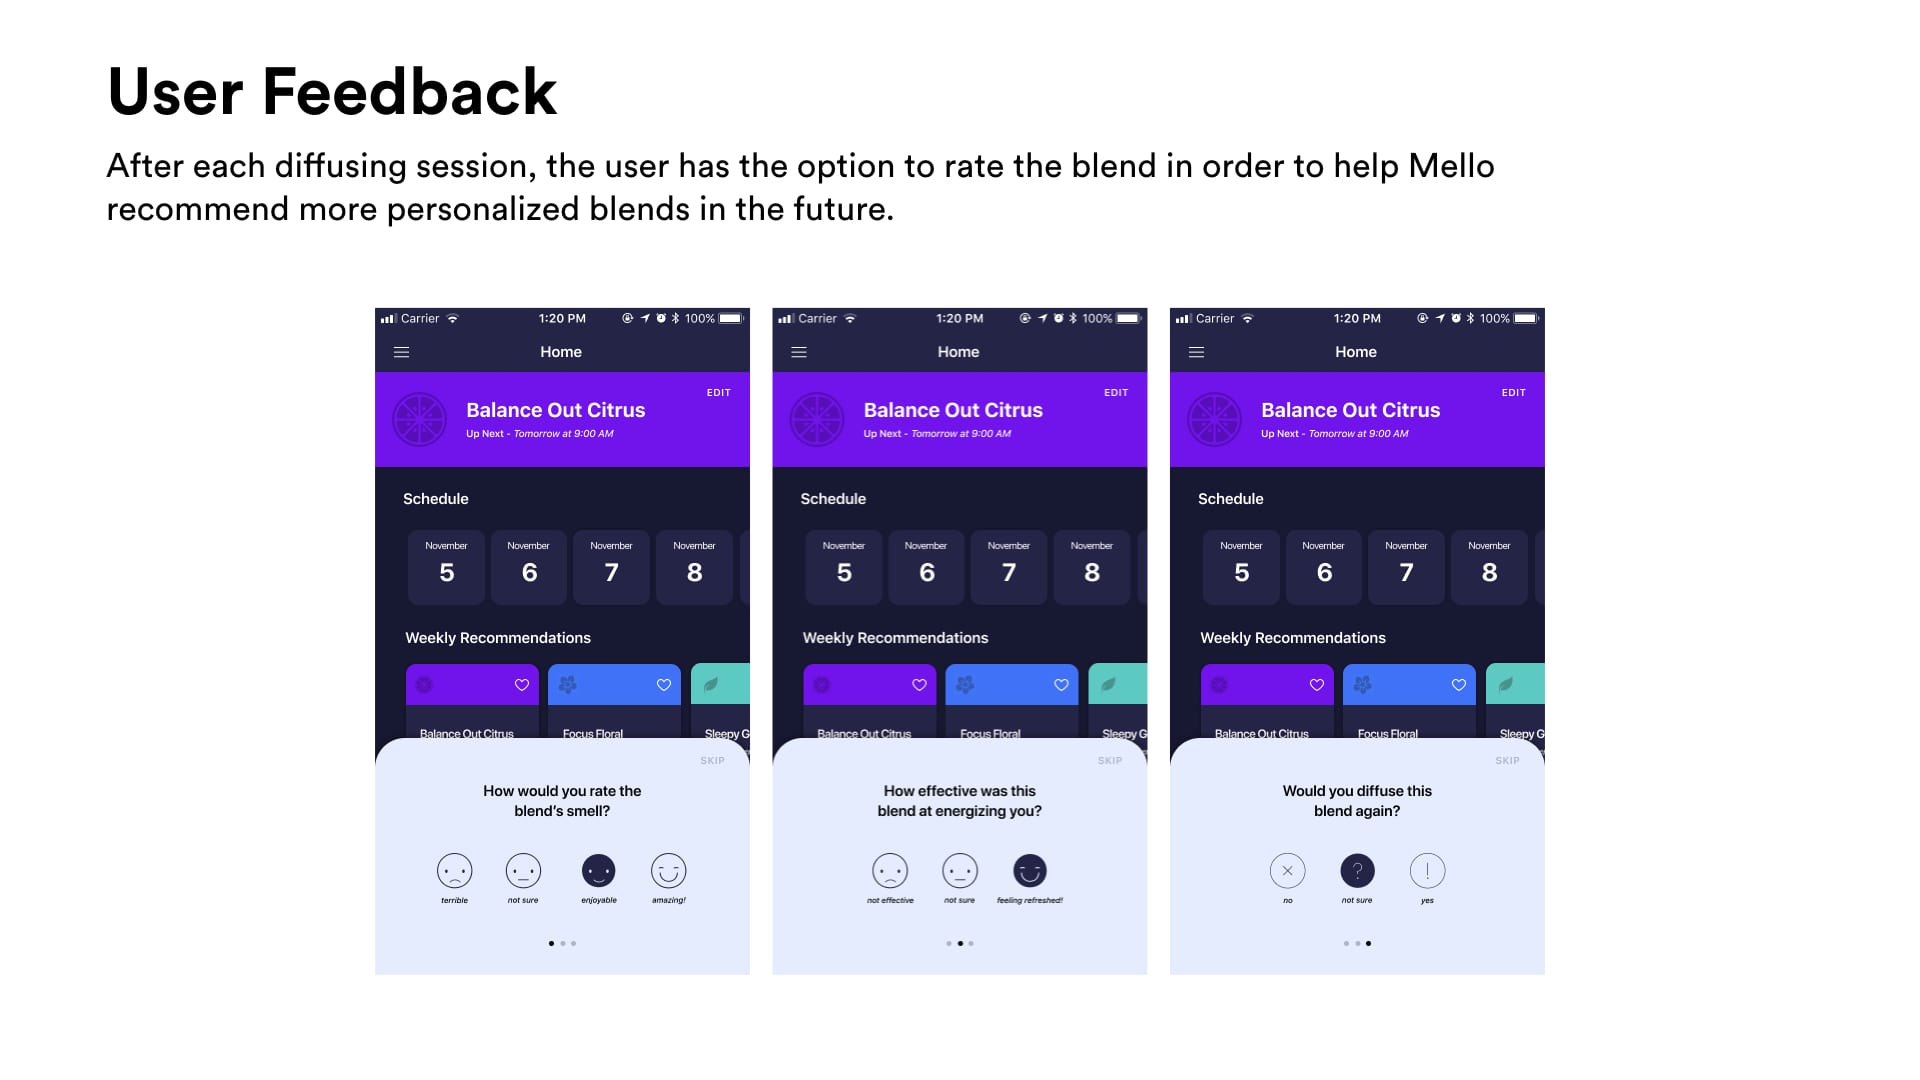 User Feedback
After each diffusing session, the user has the option to rate the blend in order to help Mello
recommend more personalized blends in the future.
Carrier 1:20 PM 100%
Home
EDIT
Balance Out Citrus
Up Next - Tomorrow at 9:00 AM
Schedule
November November November November
5 6 7 8
Weekly Recommendations
Balance Out Citrus Focus Floral Sleepy G
SKIP
How would you rate the
blend's smell?
terrible not sure enjoyable amazing!
Carrier 1:20 PM 100%
Home
EDIT
Balance Out Citrus
Up Next - Tomorrow at 9:00 AM
Schedule
November November November November
5 6 7 8
Weekly Recommendations
Balance Out Citrus Focus Floral Sleepy G
SKIP
How effective was this
blend at energizing you?
not effective not sure feeling refreshed!
Carrier 1:20 PM 100%
Home
EDIT
Balance Out Citrus
Up Next - Tomorrow at 9:00 AM
Schedule
November November November November
5 6 7 8
Weekly Recommendations
Balance Out Citrus Focus Floral Sleepy G
SKIP
Would you diffuse this
blend again?
no not sure yes